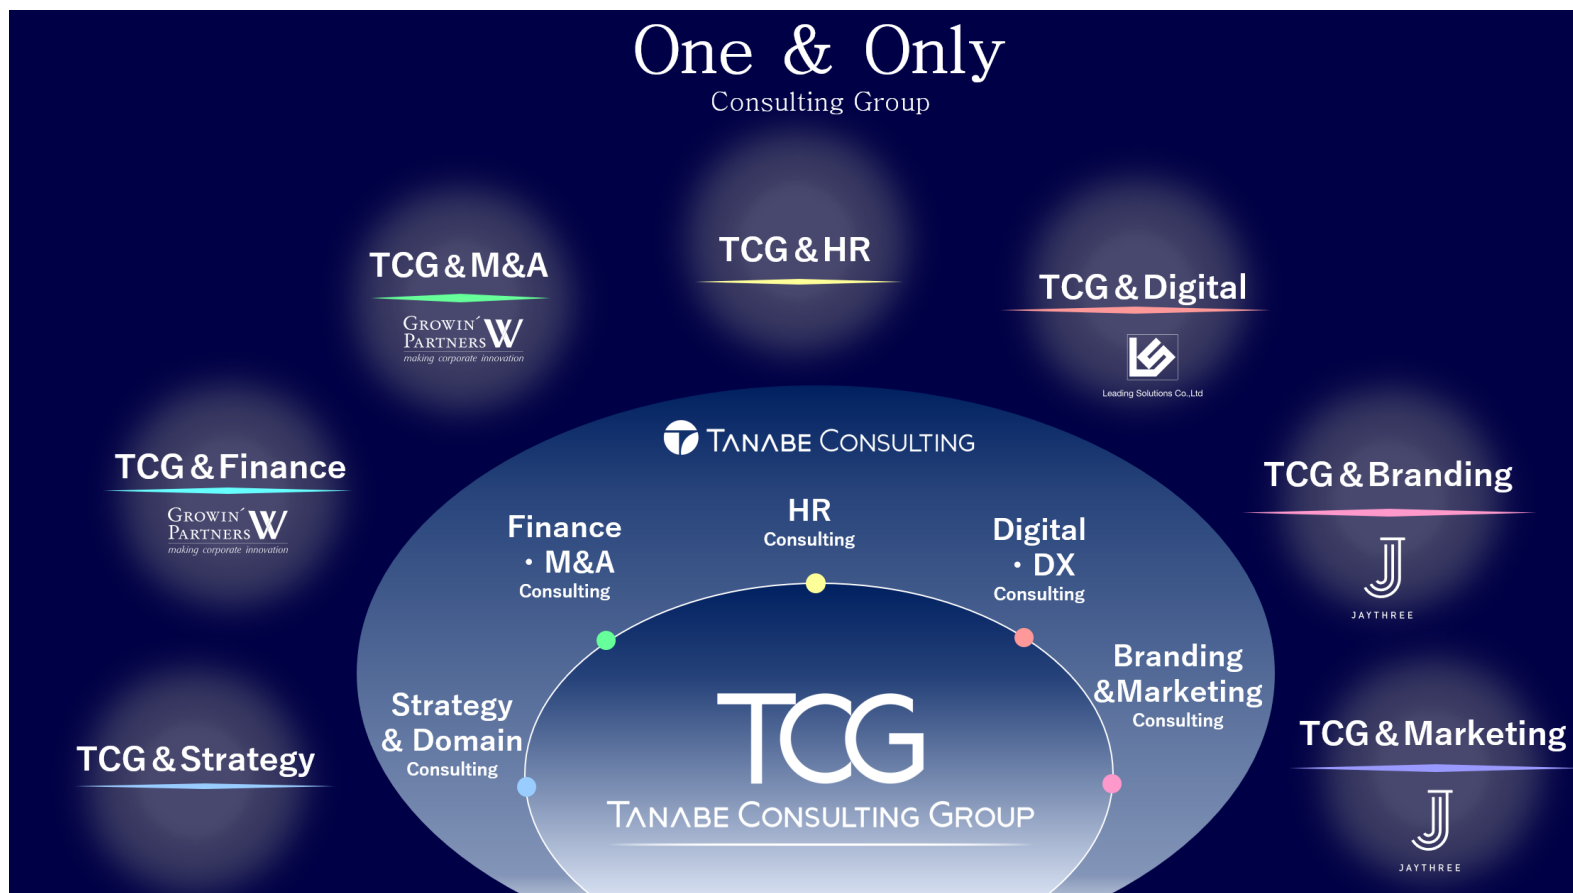 One & Only
Consulting Group
TCG & HR
TCG & M&A
GROWIN´
PARTNERS W
making corporate innovation
TCG & Digital
LS
Leading Solutions Co.,Ltd
TCG & Finance
GROWIN´
PARTNERS W
making corporate innovation
TCG & Branding
J
JAYTHREE
TCG & Strategy
TCG & Marketing
J
JAYTHREE
TANABE CONSULTING
Strategy
& Domain
Consulting
Finance
・M&A
Consulting
HR
Consulting
Digital
・DX
Consulting
Branding
&Marketing
Consulting
TCG
TANABE CONSULTING GROUP